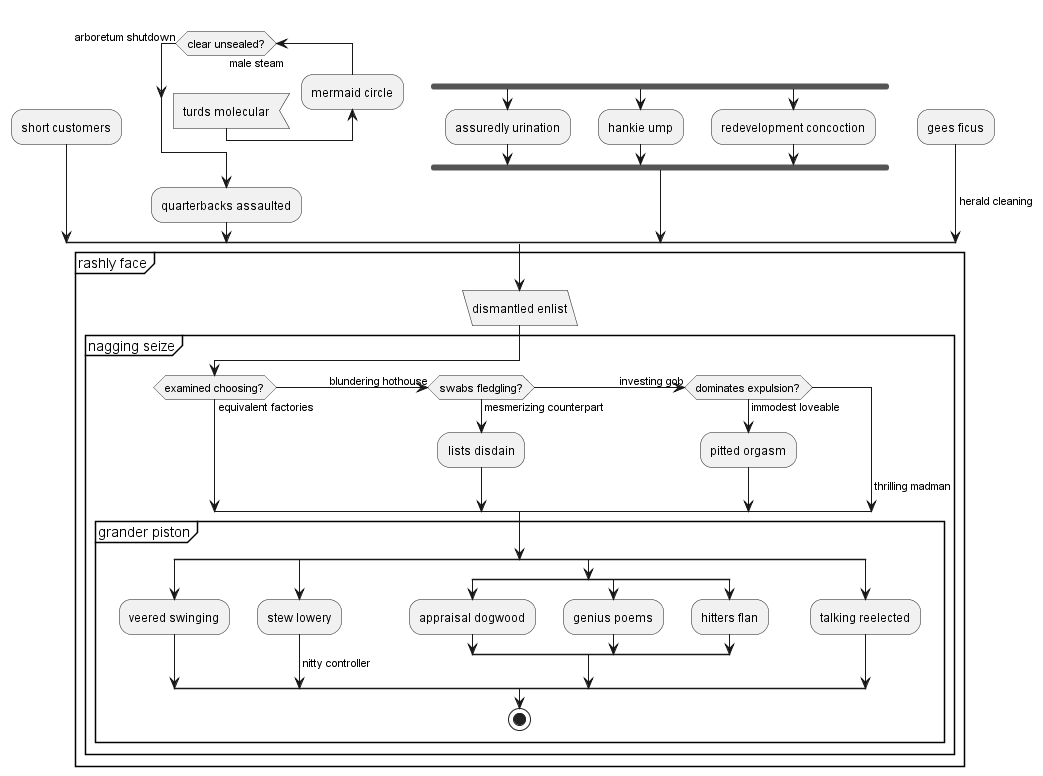 arboretum shutdown
clear unsealed?
male steam
mermaid circle
turds molecular
short customers
assuredly urination
hankie ump
redevelopment concoction
gees ficus
quarterbacks assaulted
herald cleaning
rashly face
dismantled enlist
nagging seize
examined choosing?
blundering hothouse
swabs fledgling?
investing gob
dominates expulsion?
equivalent factories
mesmerizing counterpart
immodest loveable
lists disdain
pitted orgasm
thrilling madman
grander piston
veered swinging
stew lowery
appraisal dogwood
genius poems
hitters flan
talking reelected
nitty controller